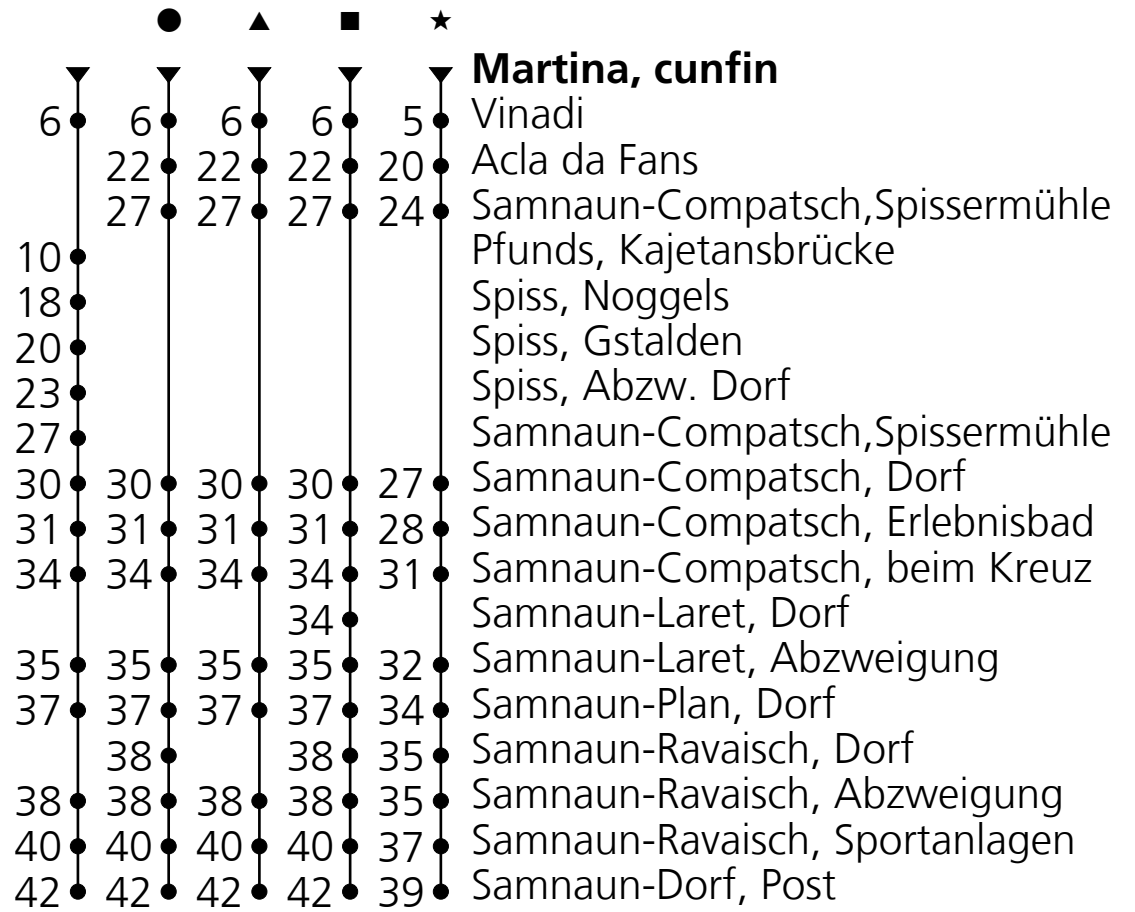 ● ▲ ■ ★
Martina, cunfin
6 6 6 6 5 Vinadi
22 22 22 20 Acla da Fans
27 27 27 24 Samnaun-Compatsch,Spissermühle
10 Pfunds, Kajetansbrücke
18 Spiss, Noggels
20 Spiss, Gstalden
23 Spiss, Abzw. Dorf
27 Samnaun-Compatsch,Spissermühle
30 30 30 30 27 Samnaun-Compatsch, Dorf
31 31 31 31 28 Samnaun-Compatsch, Erlebnisbad
34 34 34 34 31 Samnaun-Compatsch, beim Kreuz
34 Samnaun-Laret, Dorf
35 35 35 35 32 Samnaun-Laret, Abzweigung
37 37 37 37 34 Samnaun-Plan, Dorf
38 38 35 Samnaun-Ravaisch, Dorf
38 38 38 38 35 Samnaun-Ravaisch, Abzweigung
40 40 40 40 37 Samnaun-Ravaisch, Sportanlagen
42 42 42 42 39 Samnaun-Dorf, Post